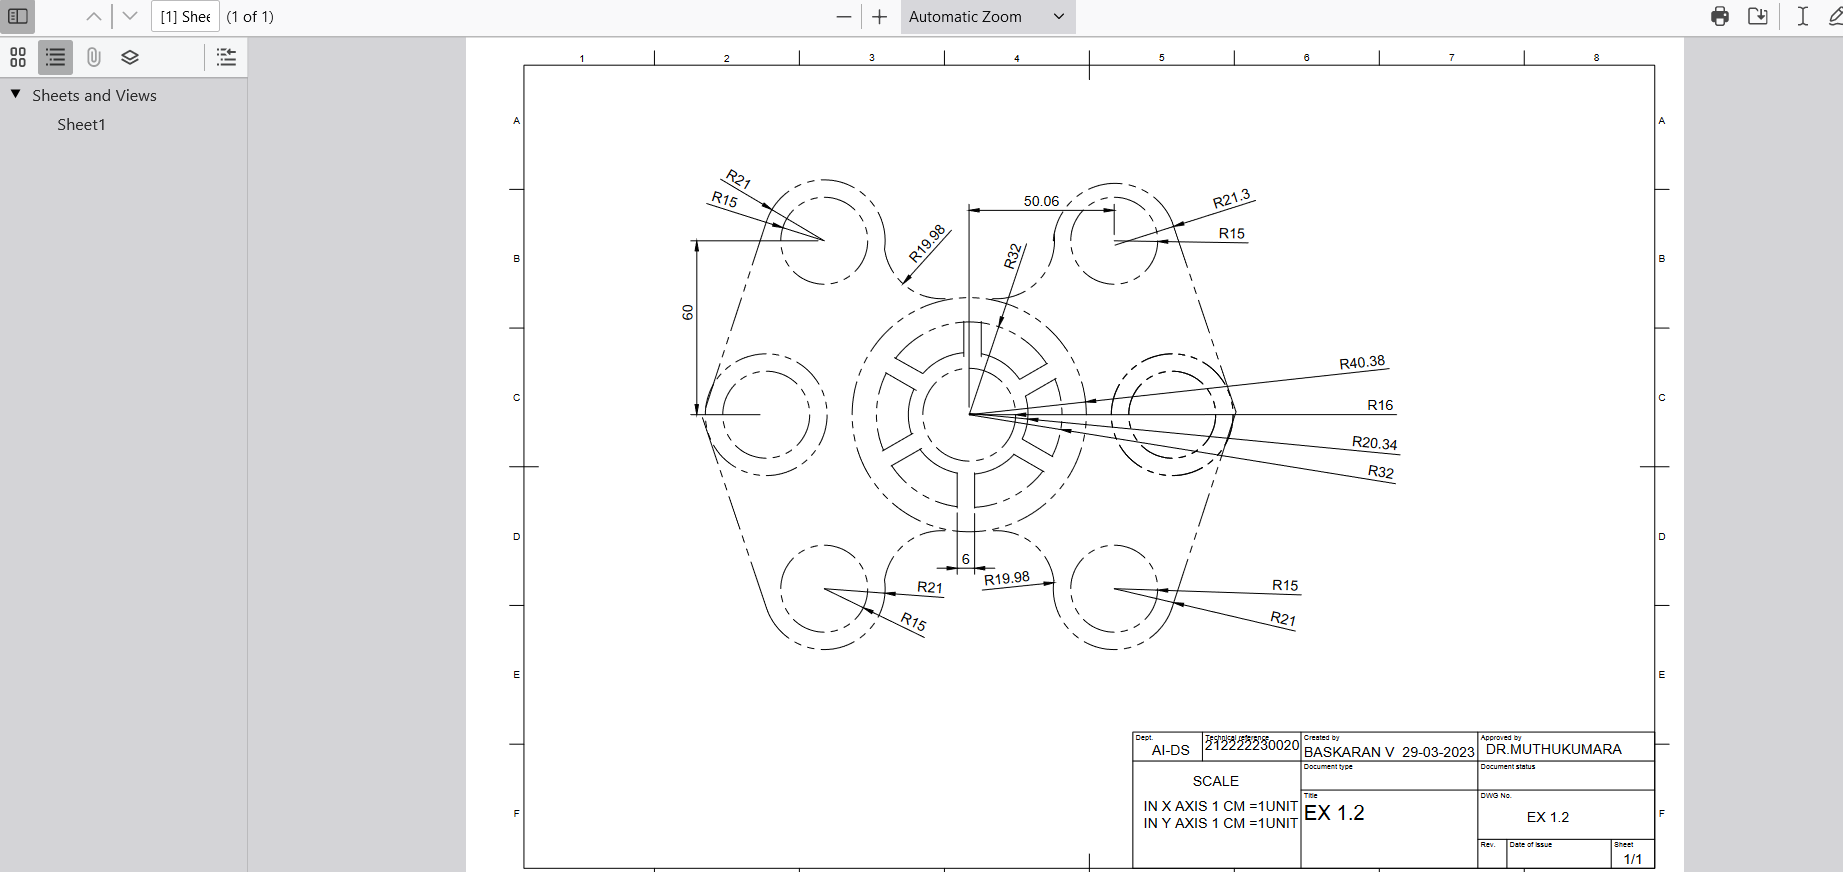 [1] Shee
(1 of 1)
Automatic Zoom
Sheets and Views
Sheet1
1 2 3 4 5 6 7 8
A A
R21
R15
50.06
R21.3
R15
R19.98
R32
B B
60
R40.38
C C
R16
R20.34
R32
D D
6
R19.98
R21
R15
R15
R21
E E
Dept.
AI-DS
Technical reference
212222230020
Created by
BASKARAN V 29-03-2023
Approved by
DR.MUTHUKUMARA
Document type
Document status
SCALE
IN X AXIS 1 CM =1UNIT
IN Y AXIS 1 CM =1UNIT
Title
EX 1.2
DWG No.
EX 1.2
F F
Rev.
Date of issue
Sheet
1/1